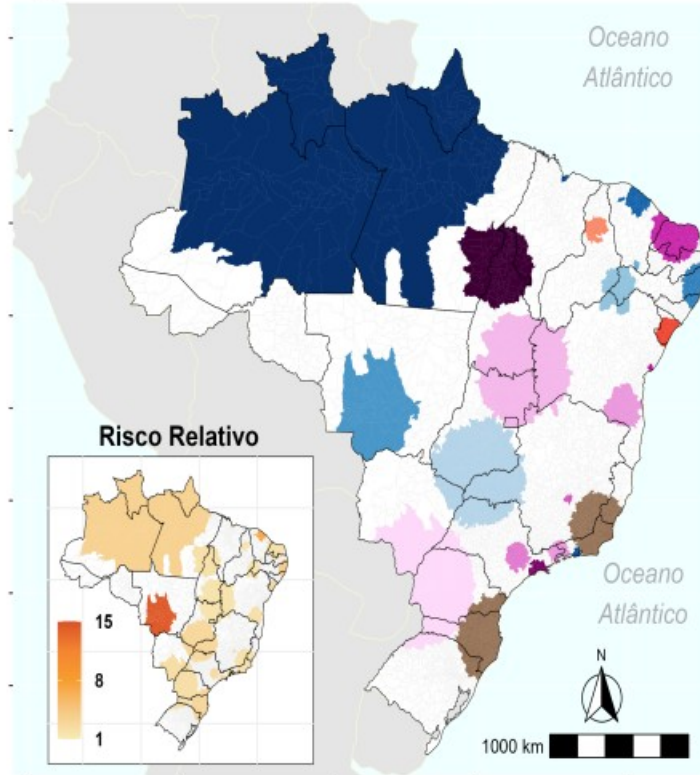 Oceano
Atlântico
Risco Relativo
15
8
1
Oceano
Atlântico
N
1000 km